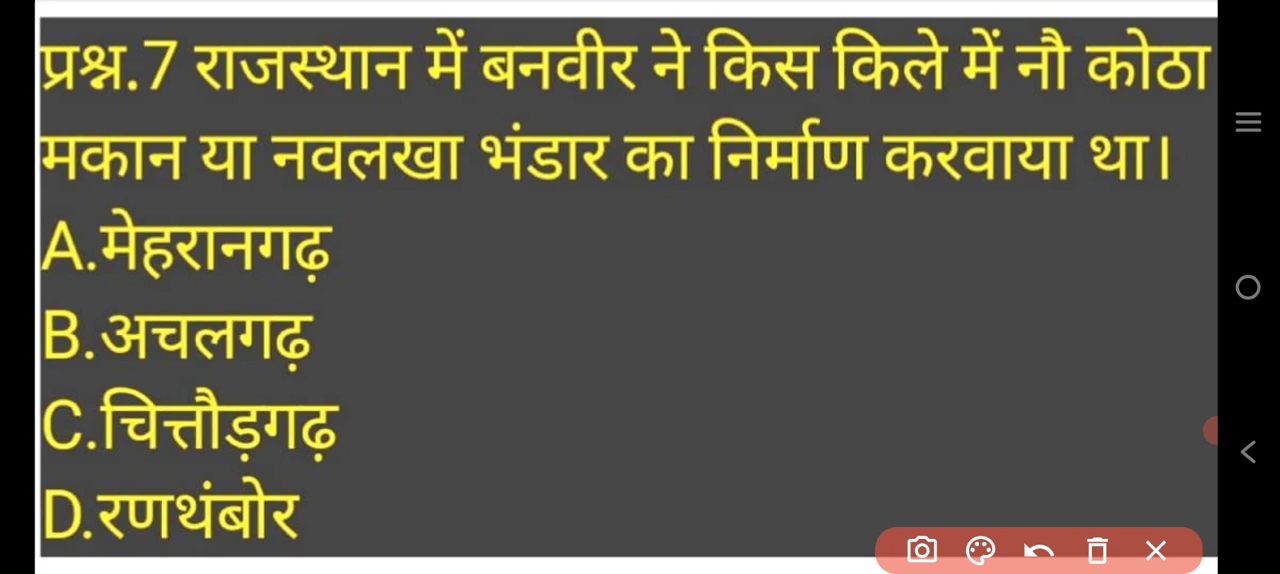 प्रश्न.7 राजस्थान में बनवीर ने किस किले में नौ कोठा
मकान या नवलखा भंडार का निर्माण करवाया था।
A.मेहरानगढ़
B.अचलगढ़
C.चित्तौड़गढ़
D.रणथंबोर